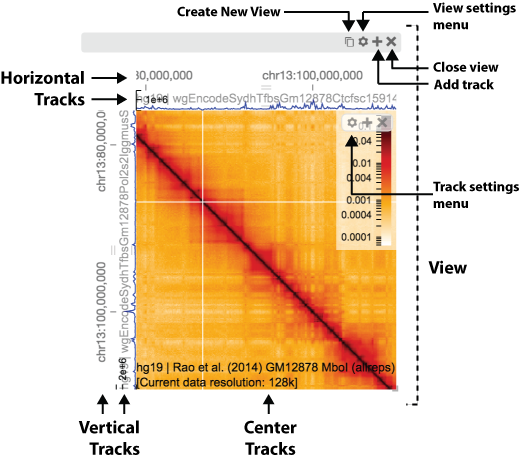 Create New View
View settings
menu
Close view
Add track
Horizontal
Tracks
80,000,000
chr13:100,000,000
1e+6
hg19 | wgEncodeSydhTfbsGm12878Ctcfsc15914
chr13:80,000,000
chr13:100,000,000
hg19 | wgEncodeSydhTfbsGm12878Pol2s2IggmusS
2e+6
0.04
0.01
0.004
0.001
0.0004
0.0001
Track settings
menu
View
hg19 | Rao et al. (2014) GM12878 MboI (allreps)
[Current data resolution: 128k]
Vertical
Tracks
Center
Tracks